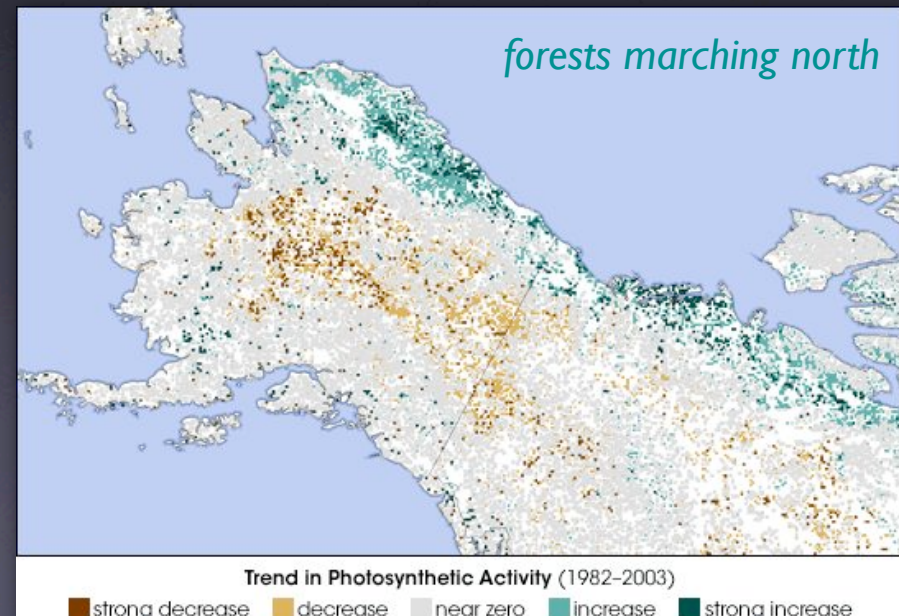 forests marching north
Trend in Photosynthetic Activity (1982–2003)
strong decrease decrease near zero increase strong increase